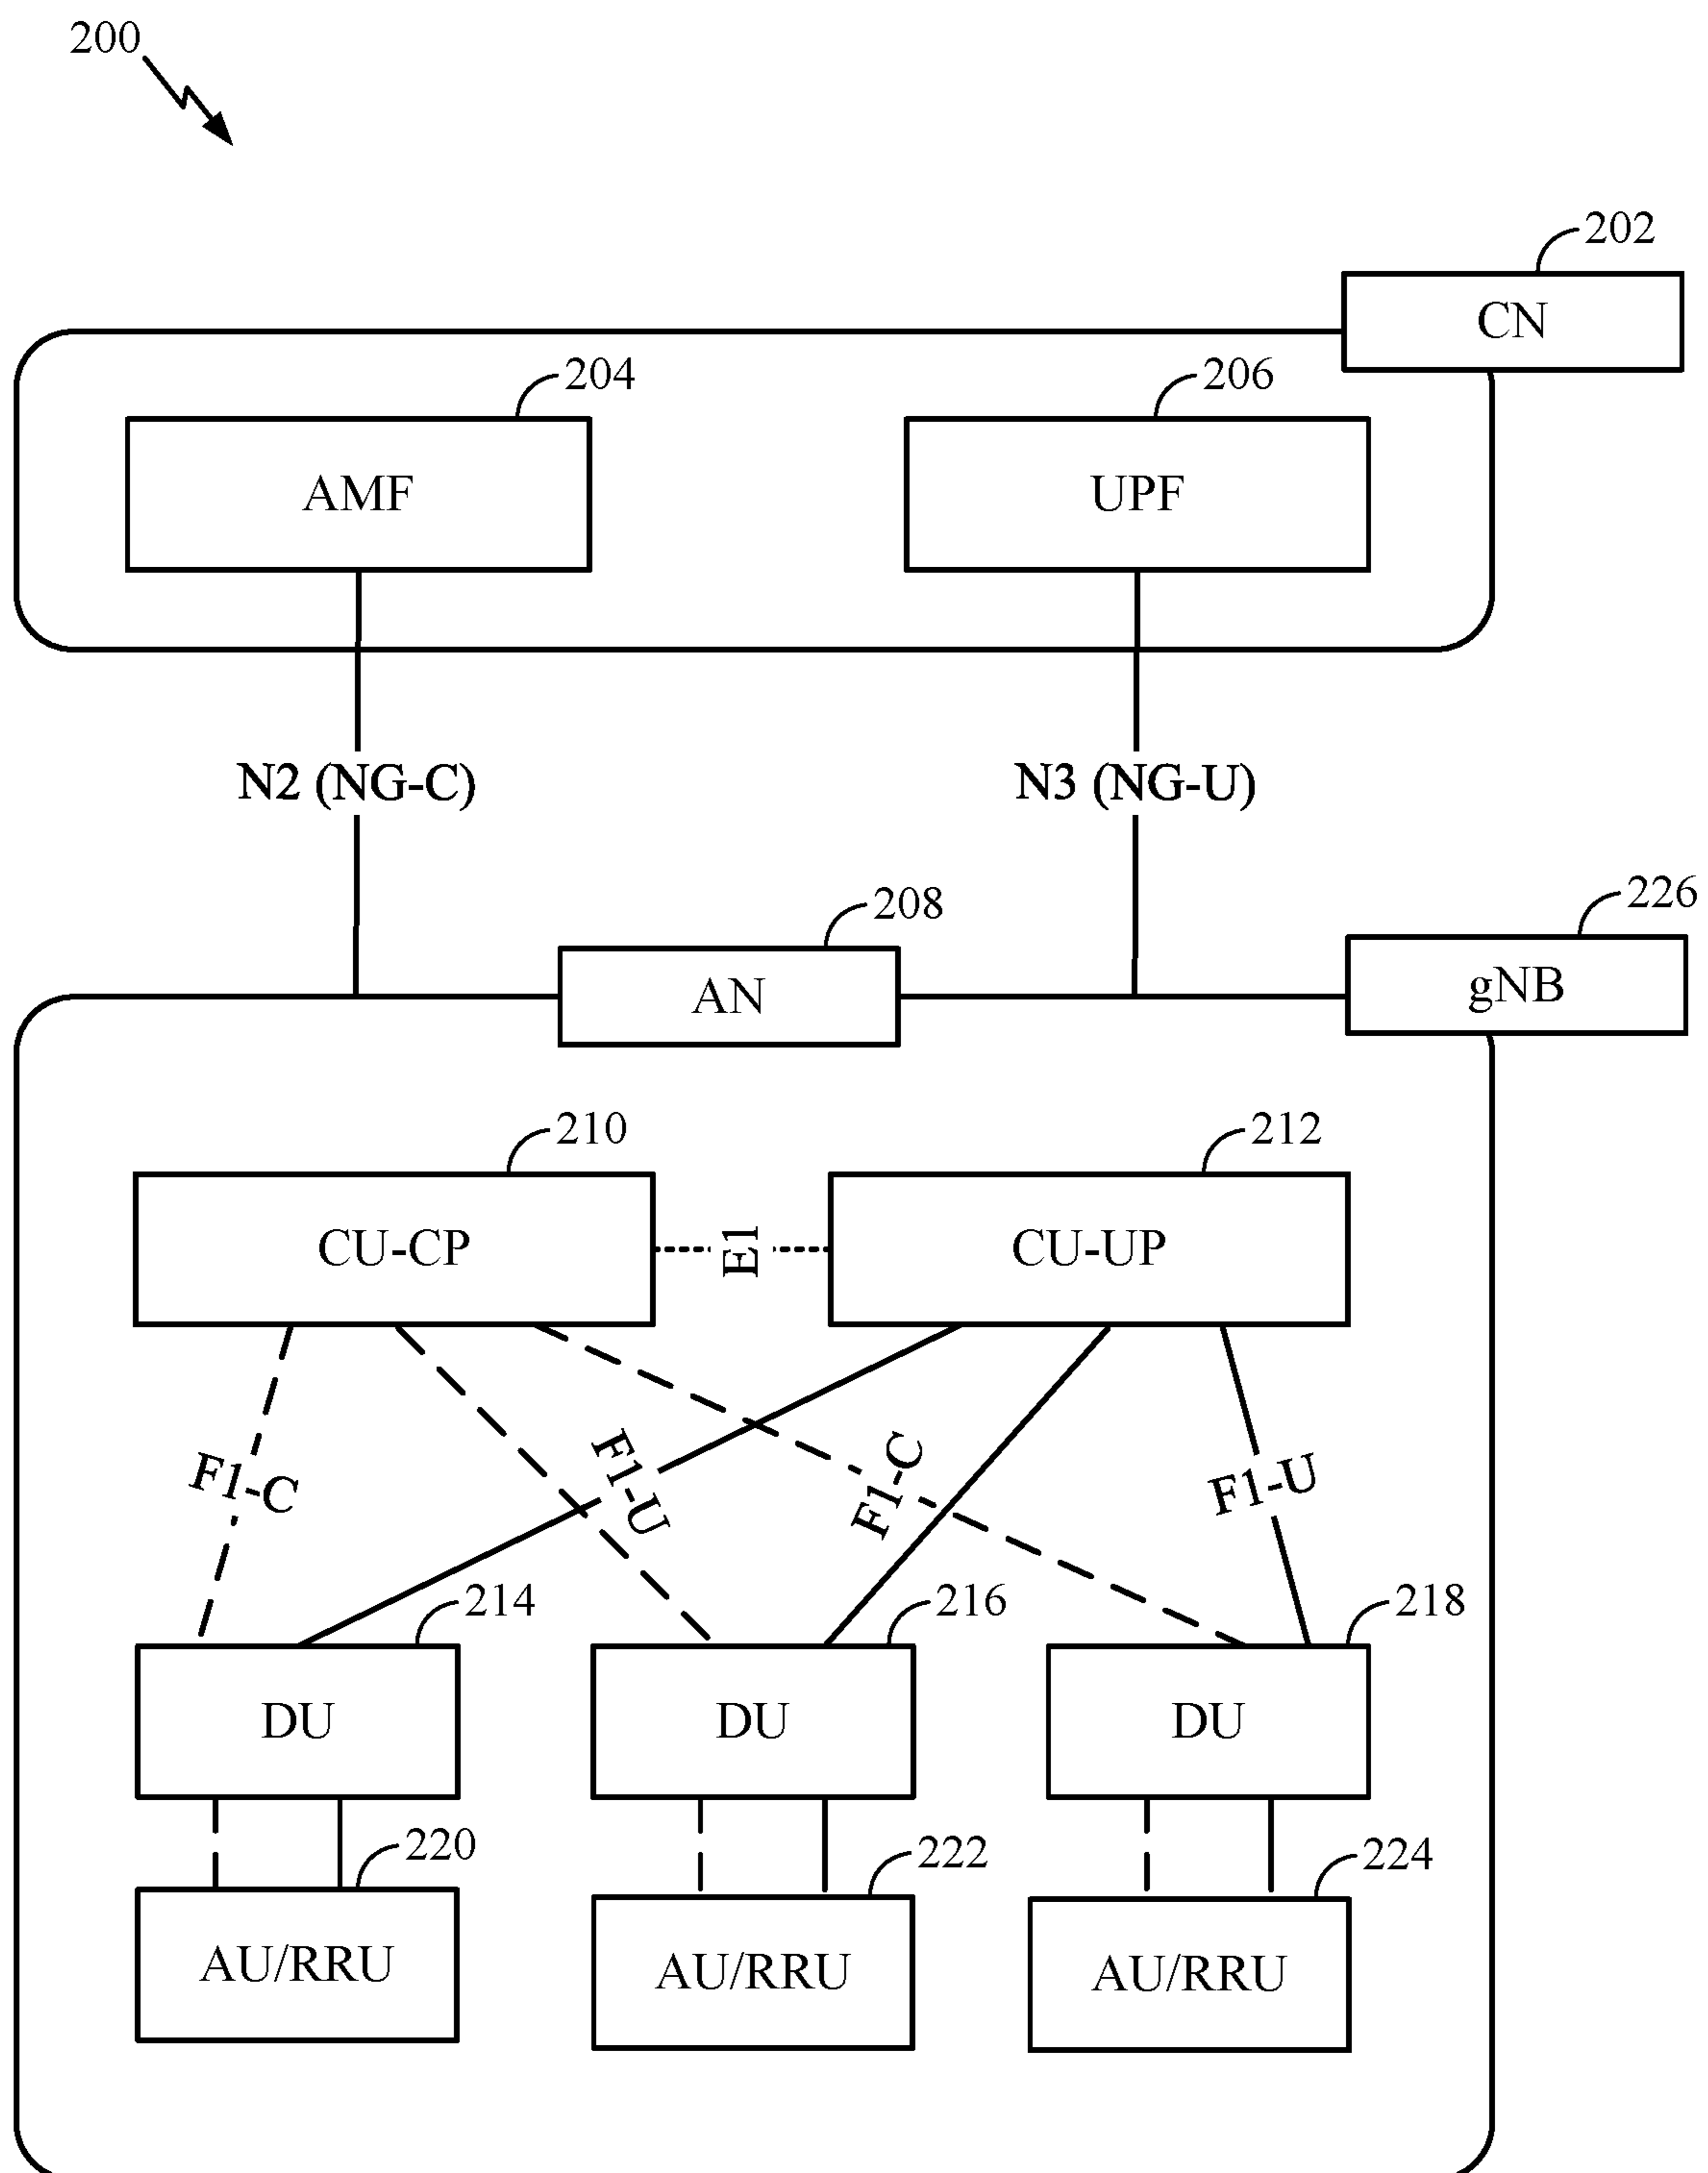 200
202
CN
204
206
AMF
UPF
N2 (NG-C)
N3 (NG-U)
208
226
AN
gNB
210
212
CU-CP
E1
CU-UP
F1-C
F1-U
F1-C
F1-U
214
216
218
DU
DU
DU
220
222
224
AU/RRU
AU/RRU
AU/RRU